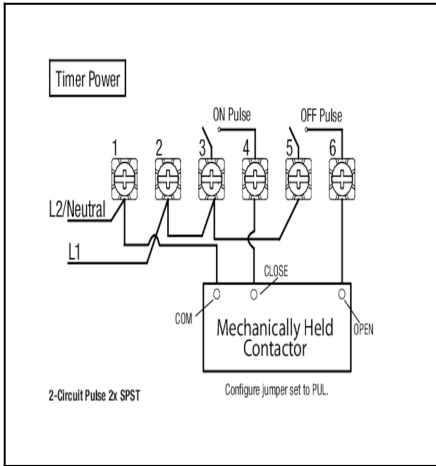 Timer Power
ON Pulse
OFF Pulse
1 2 3 4 5 6
L2/Neutral
L1
CLOSE
COM
OPEN
Mechanically Held
Contactor
2-Circuit Pulse 2x SPST
Configure jumper set to PUL.